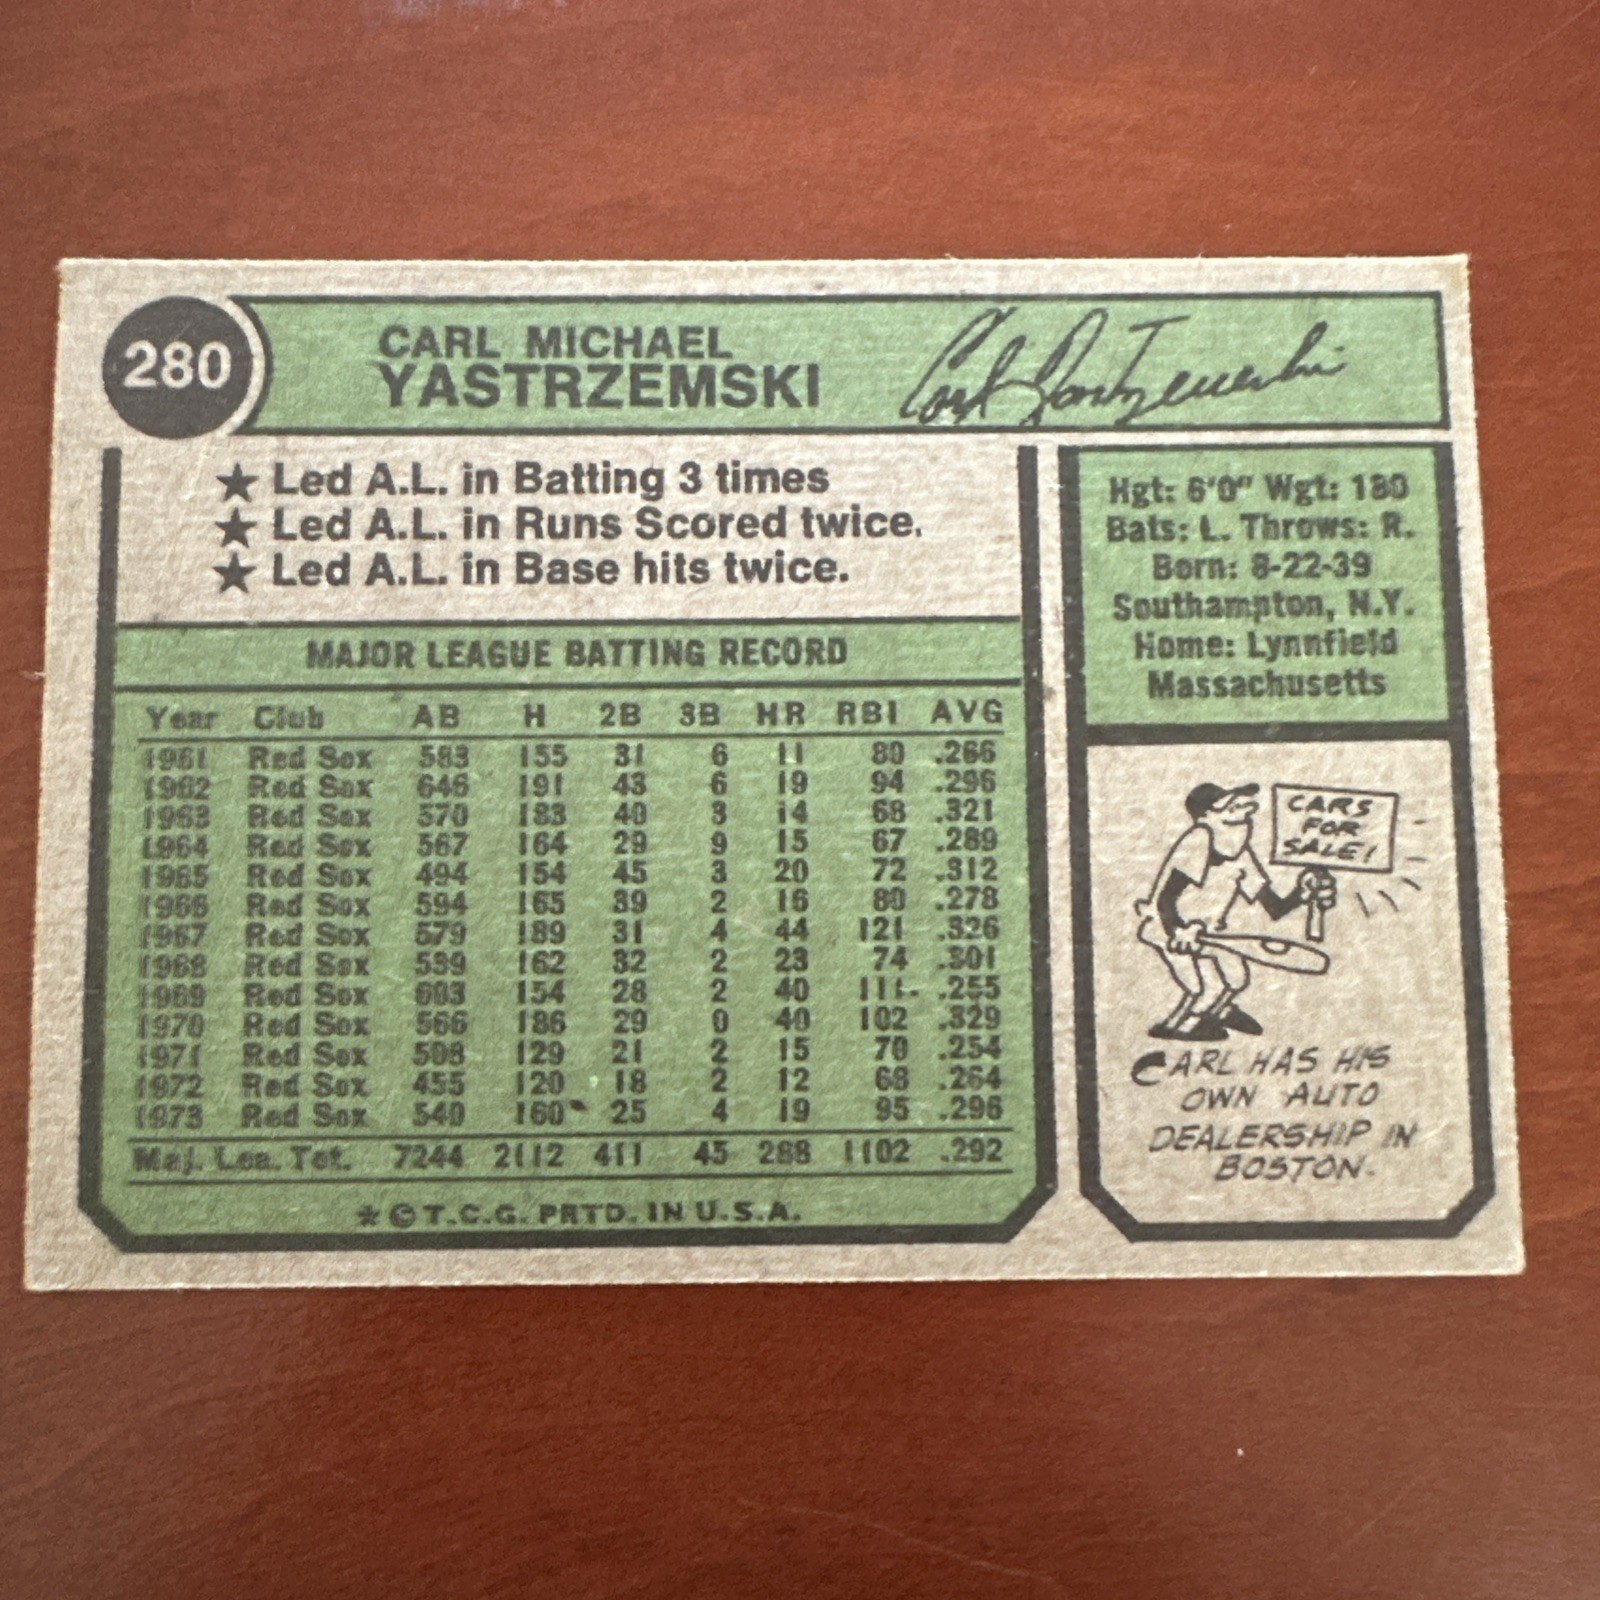 280
CARL MICHAEL
YASTRZEMSKI
Carl Yastrzemski
★ Led A.L. in Batting 3 times
★ Led A.L. in Runs Scored twice.
★ Led A.L. in Base hits twice.
MAJOR LEAGUE BATTING RECORD
Year Club AB H 2B 3B HR RBI AVG
1961 Red Sox 583 155 31 6 11 80 .266
1962 Red Sox 646 191 43 6 19 94 .296
1963 Red Sox 570 183 40 3 14 68 .321
1964 Red Sox 567 164 29 9 15 67 .289
1965 Red Sox 494 154 45 3 20 72 .312
1966 Red Sox 594 165 39 2 16 80 .278
1967 Red Sox 579 189 31 4 44 121 .326
1968 Red Sox 539 162 32 2 23 74 .301
1969 Red Sox 603 154 28 2 40 111 .255
1970 Red Sox 566 186 29 0 40 102 .329
1971 Red Sox 508 129 21 2 15 70 .254
1972 Red Sox 455 120 18 2 12 68 .264
1973 Red Sox 540 160 25 4 19 95 .296
Maj. Lea. Tot. 7244 2112 411 45 288 1102 .292
* © T.C.G. PRTD. IN U.S.A.
Hgt: 6'0" Wgt: 180
Bats: L. Throws: R.
Born: 8-22-39
Southampton, N.Y.
Home: Lynnfield
Massachusetts
CARS
FOR
SALE!
CARL HAS HIS
OWN AUTO
DEALERSHIP IN
BOSTON.